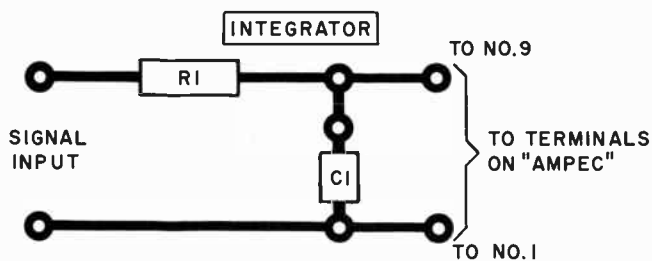 INTEGRATOR
TO NO.9
R1
SIGNAL
INPUT
C1
TO TERMINALS
ON "AMPEC"
TO NO.1